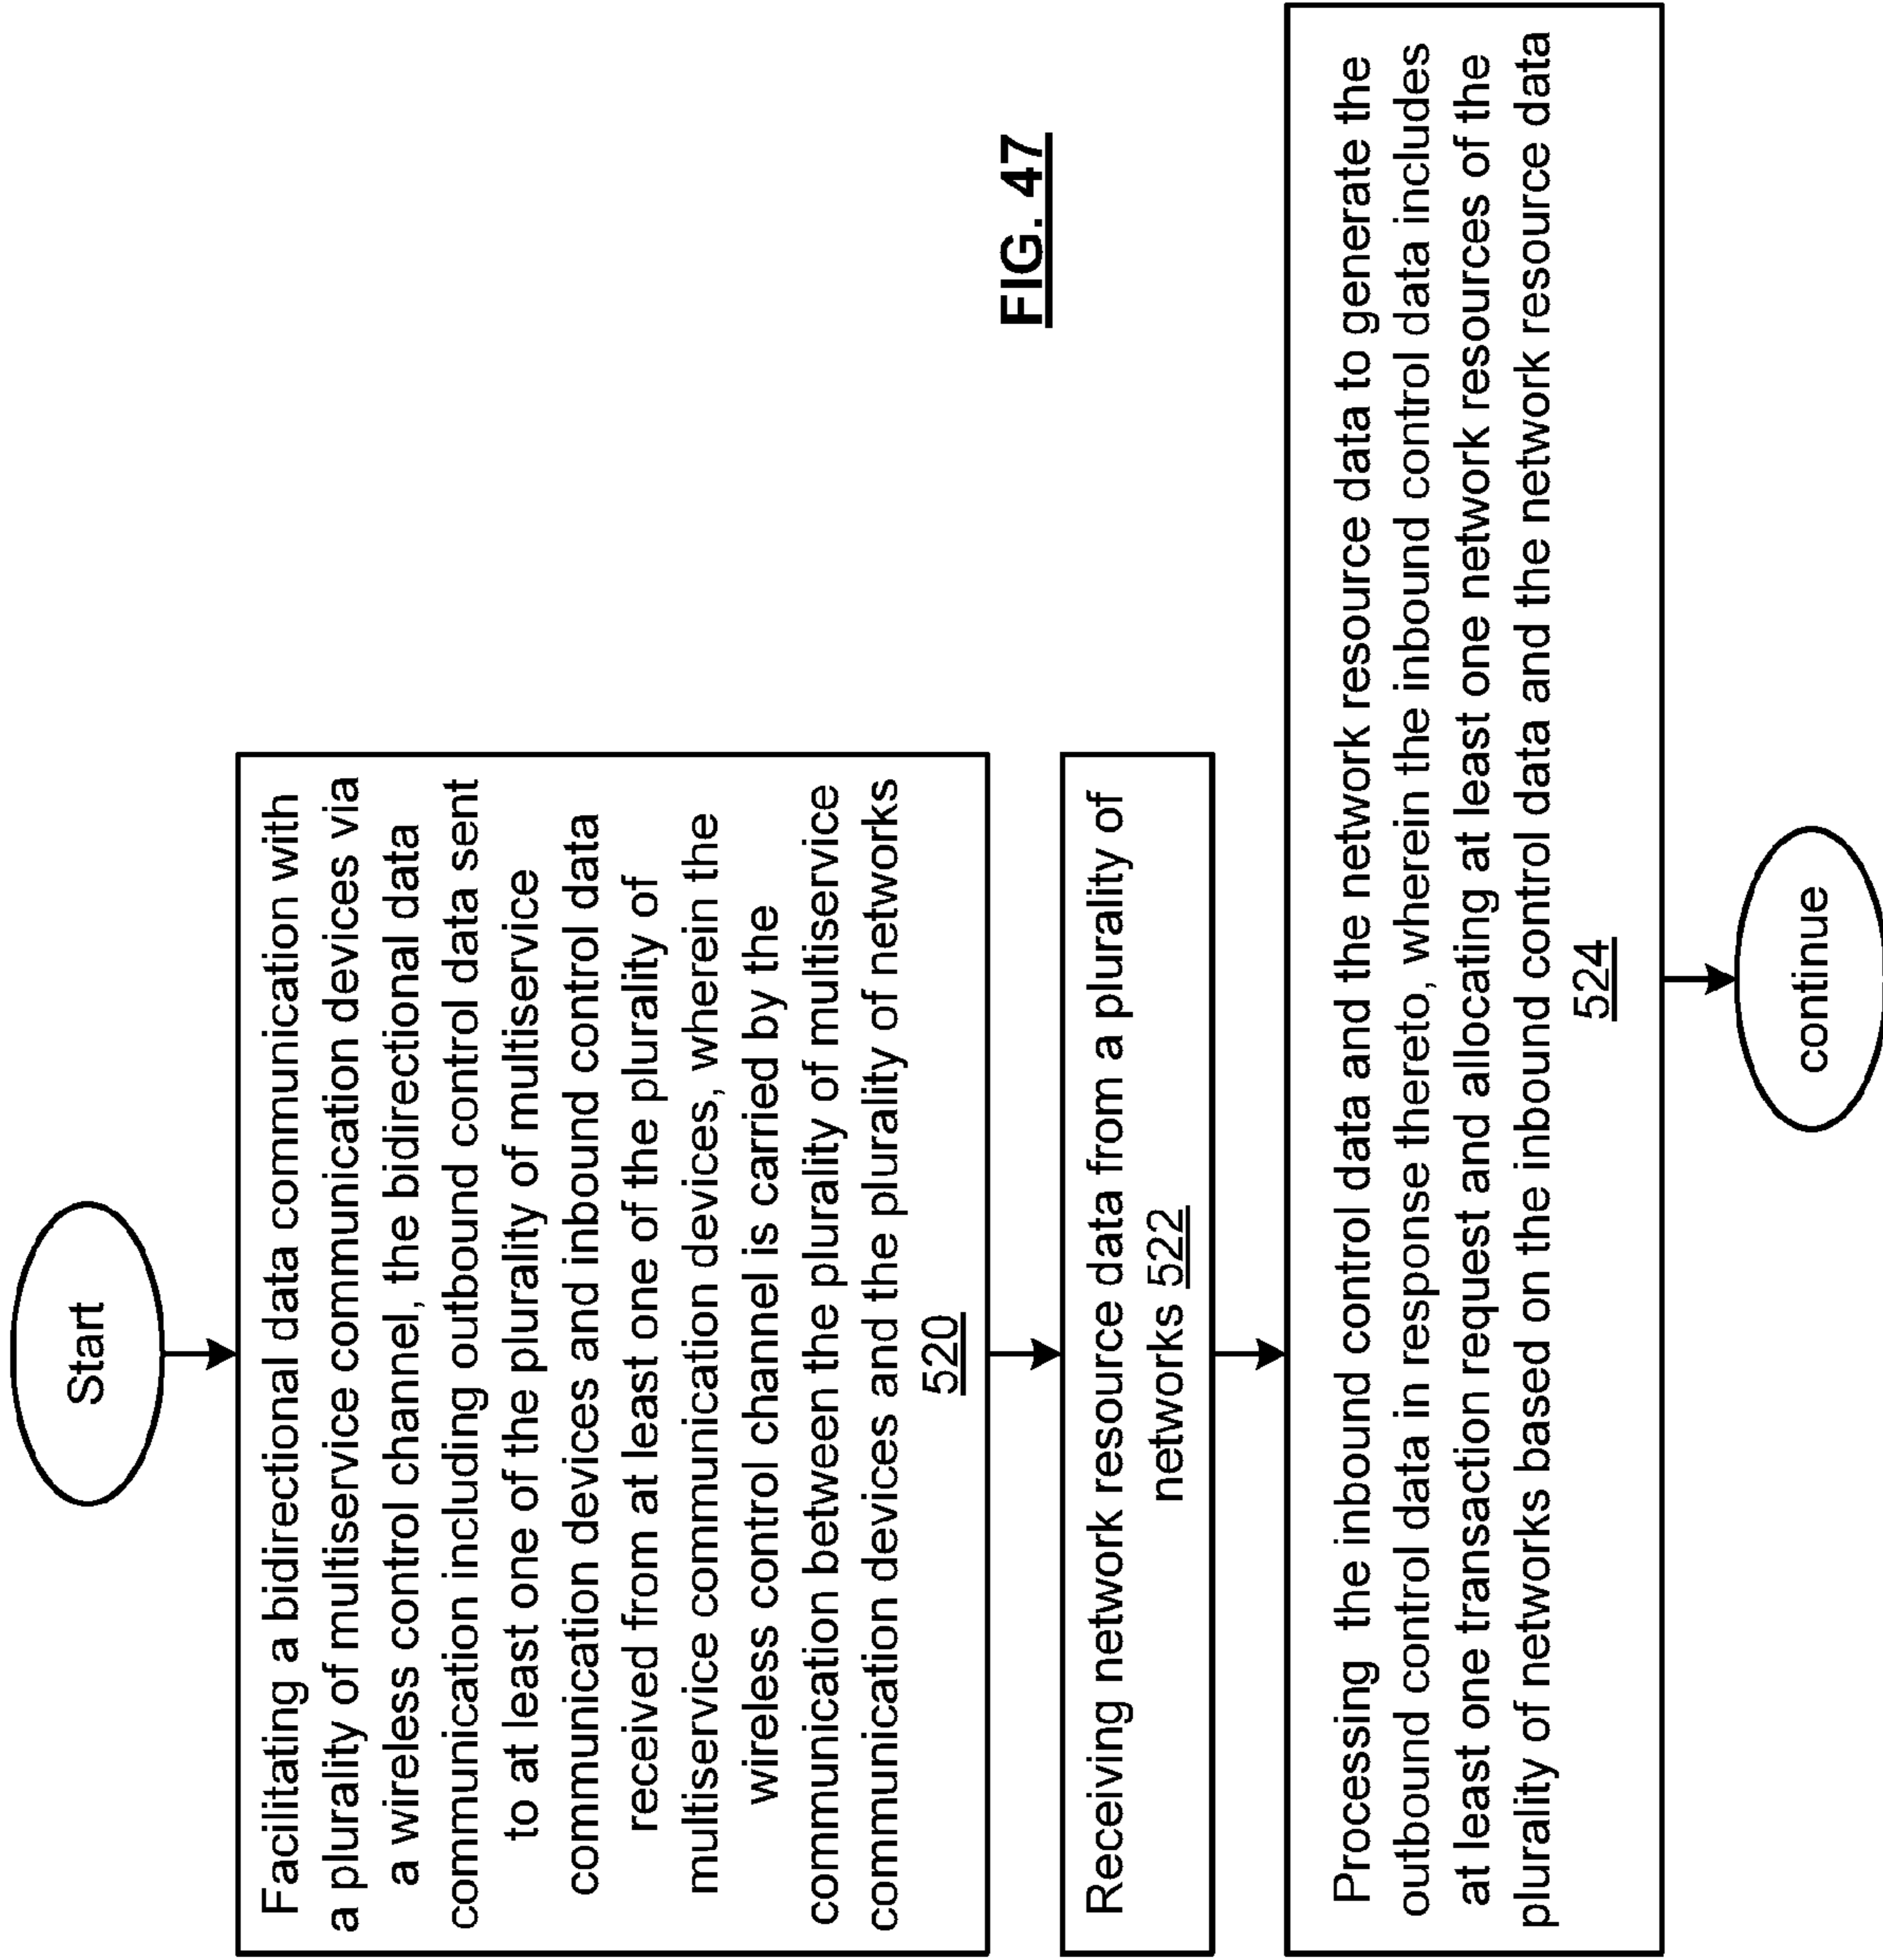 Start
Facilitating a bidirectional data communication with
a plurality of multiservice communication devices via
a wireless control channel, the bidirectional data
communication including outbound control data sent
to at least one of the plurality of multiservice
communication devices and inbound control data
received from at least one of the plurality of
multiservice communication devices, wherein the
wireless control channel is carried by the
communication between the plurality of multiservice
communication devices and the plurality of networks
520
Receiving network resource data from a plurality of
networks 522
Processing the inbound control data and the network resource data to generate the
outbound control data in response thereto, wherein the inbound control data includes
at least one transaction request and allocating at least one network resources of the
plurality of networks based on the inbound control data and the network resource data
524
continue
FIG. 47